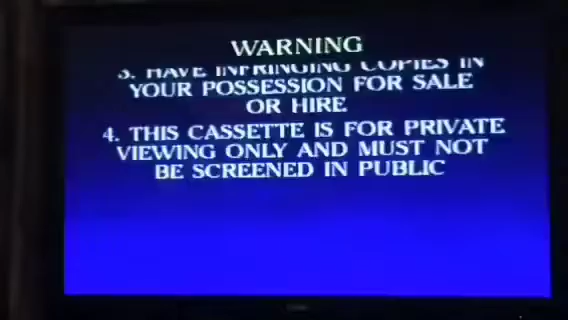 WARNING
3. HAVE INFRINGING COPIES IN
YOUR POSSESSION FOR SALE
OR HIRE
4. THIS CASSETTE IS FOR PRIVATE
VIEWING ONLY AND MUST NOT
BE SCREENED IN PUBLIC